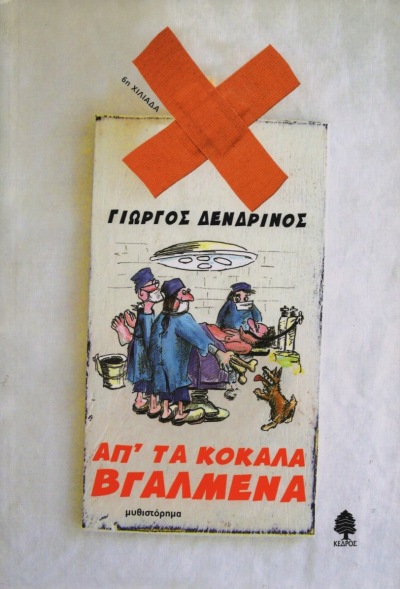 6η ΧΙΛΙΑΔΑ
ΓΙΩΡΓΟΣ ΔΕΝΔΡΙΝΟΣ
ΑΠ' ΤΑ ΚΟΚΑΛΑ
ΒΓΑΛΜΕΝΑ
μυθιστόρημα
ΚΕΔΡΟΣ